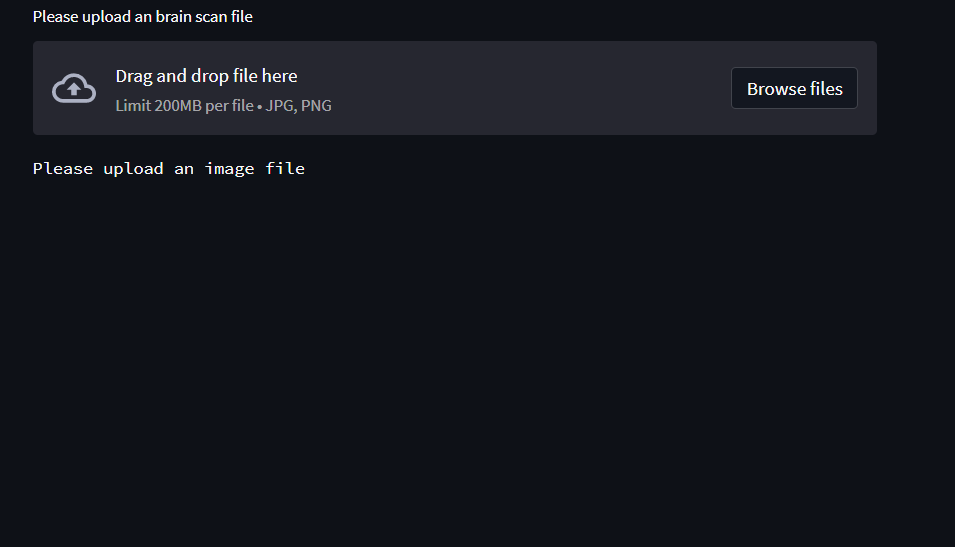 Please upload an brain scan file
Drag and drop file here
Limit 200MB per file • JPG, PNG
Browse files
Please upload an image file